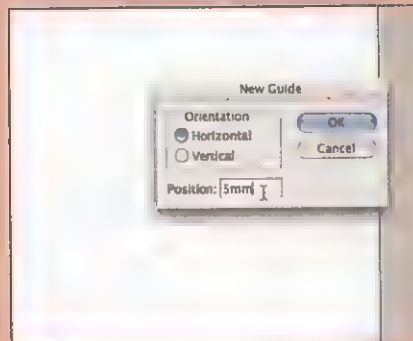 New Guide
Orientation
Horizontal
Vertical
OK
Cancel
Position: 5mm